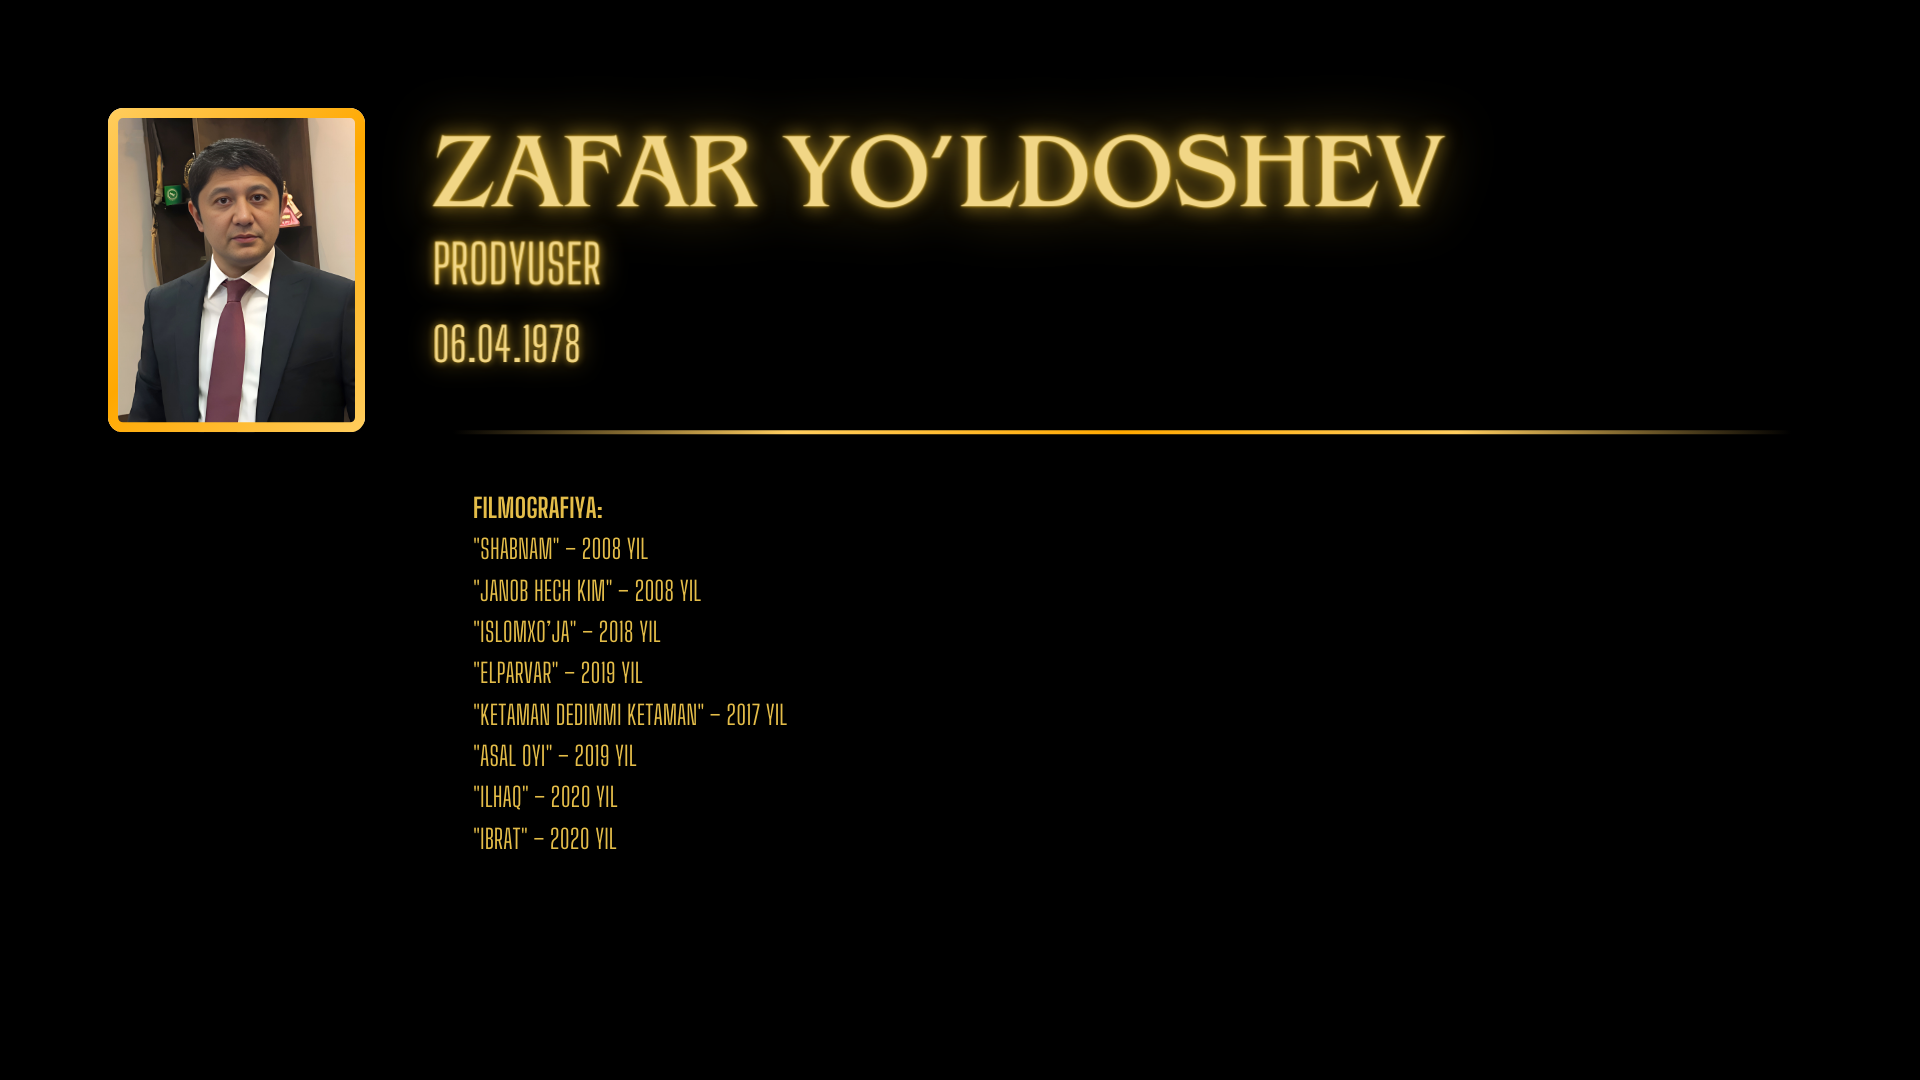 ZAFAR YO'LDOSHEV
PRODYUSER
06.04.1978
FILMOGRAFIYA:
"SHABNAM" – 2008 YIL
"JANOB HECH KIM" – 2008 YIL
"ISLOMXO’JA" – 2018 YIL
"ELPARVAR" – 2019 YIL
"KETAMAN DEDIMMI KETAMAN" – 2017 YIL
"ASAL OYI" – 2019 YIL
"ILHAQ" – 2020 YIL
"IBRAT" – 2020 YIL